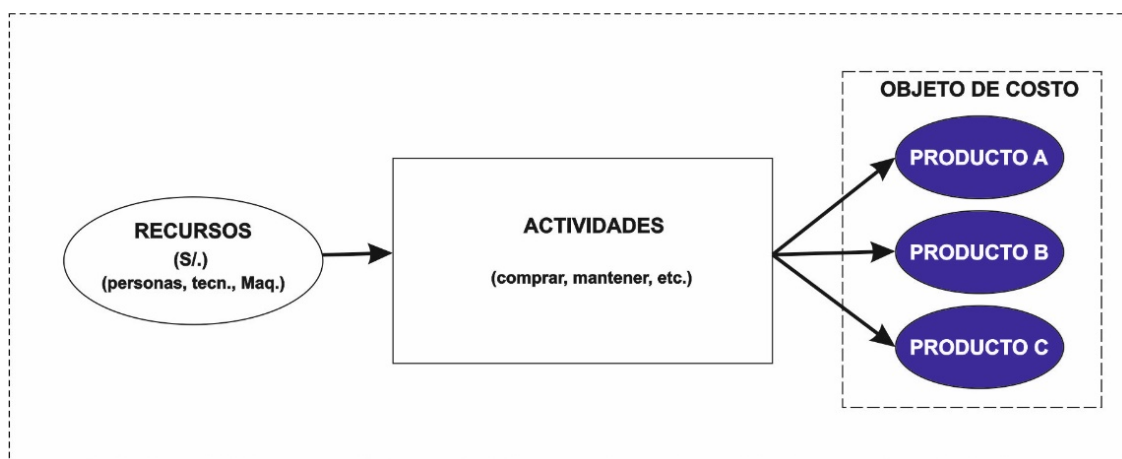 RECURSOS
(S/.)
(personas, tecn., Maq.)
ACTIVIDADES
(comprar, mantener, etc.)
OBJETO DE COSTO
PRODUCTO A
PRODUCTO B
PRODUCTO C